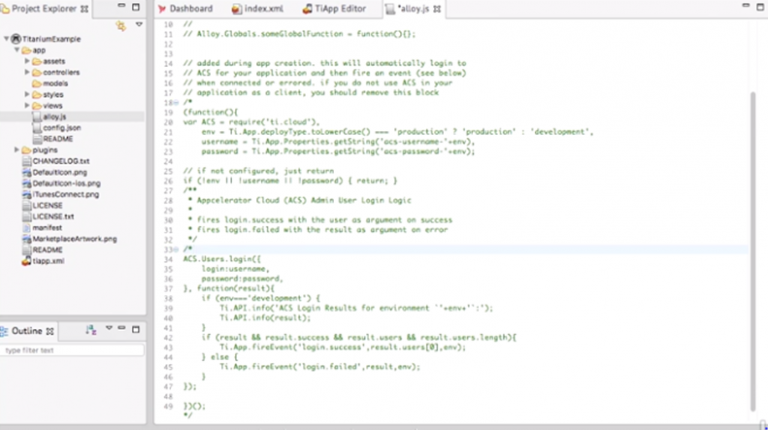 Project Explorer
Dashboard
index.xml
TiApp Editor
*alloy.js
TitariumExample
app
assets
controllers
models
styles
views
alloy.js
config.json
README
plugins
CHANGELOG.txt
DefaultIcon.png
DefaultIcon-ios.png
iTunesConnect.png
LICENSE
LICENSE.txt
manifest
MarketplaceArtwork.png
README
tiapp.xml
Outline
type filter text
10 //
11 // Alloy.Globals.someGlobalFunction = function(){};
12
13
14 // added during app creation. this will automatically login to
15 // ACS for your application and then fire an event (see below)
16 // when connected or errored. if you do not use ACS in your
17 // application as a client, you should remove this block
18 /*
19 (function(){
20 var ACS = require('ti.cloud'),
21 env = Ti.App.deployType.toLowerCase() === 'production' ? 'production' : 'development',
22 username = Ti.App.Properties.getString('acs-username-'+env),
23 password = Ti.App.Properties.getString('acs-password-'+env);
24
25 // if not configured, just return
26 if (!env || !username || !password) { return; }
27 /**
28 * Appcelerator Cloud (ACS) Admin User Login Logic
29 *
30 * fires login.success with the user as argument on success
31 * fires login.failed with the result as argument on error
32 */
33 /*
34 ACS.Users.login({
35 login:username,
36 password:password,
37 }, function(result){
38 if (env==='development') {
39 Ti.API.info('ACS Login Results for environment `'+env+'`:');
40 Ti.API.info(result);
41 }
42 if (result && result.success && result.users && result.users.length){
43 Ti.App.fireEvent('login.success',result.users[0],env);
44 } else {
45 Ti.App.fireEvent('login.failed',result,env);
46 }
47 });
48
49 })();
*/